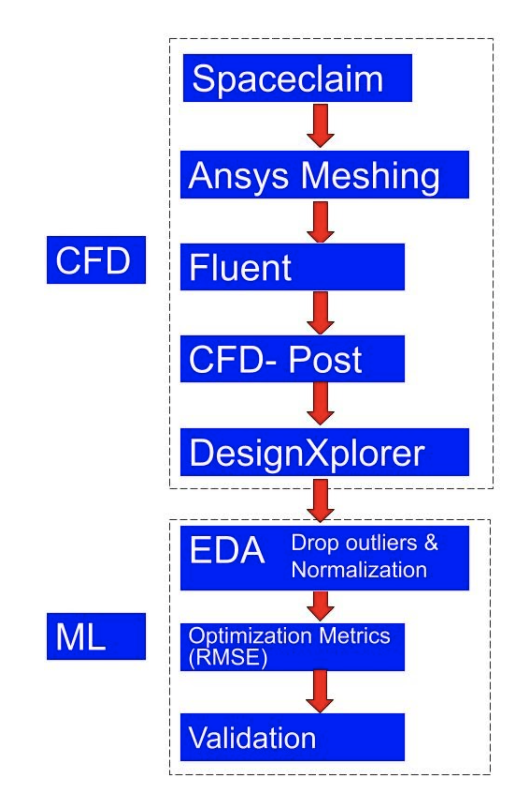 Spaceclaim
Ansys Meshing
CFD
Fluent
CFD- Post
DesignXplorer
EDA Drop outliers &
Normalization
ML
Optimization Metrics
(RMSE)
Validation